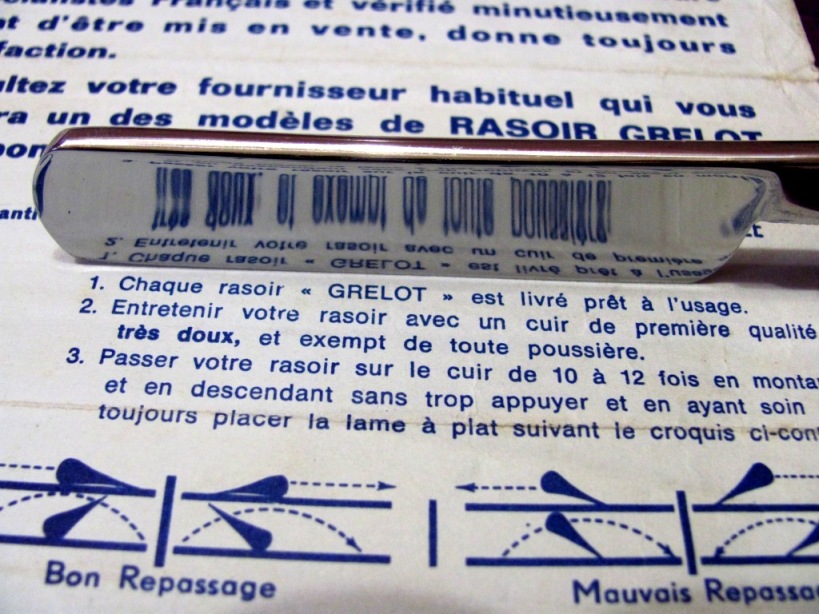 Français et vérifié minutieusement
d'être mis en vente, donne toujours
faction.
votre fournisseur habituel qui vous
un des modèles de RASOIR GRELOT
1. Chaque rasoir « GRELOT » est livré prêt à l'usage.
2. Entretenir votre rasoir avec un cuir de première qualité
très doux, et exempt de toute poussière.
3. Passer votre rasoir sur le cuir de 10 à 12 fois en monta
et en descendant sans trop appuyer et en ayant soin
toujours placer la lame à plat suivant le croquis ci-cont
Bon Repassage
Mauvais Repassa